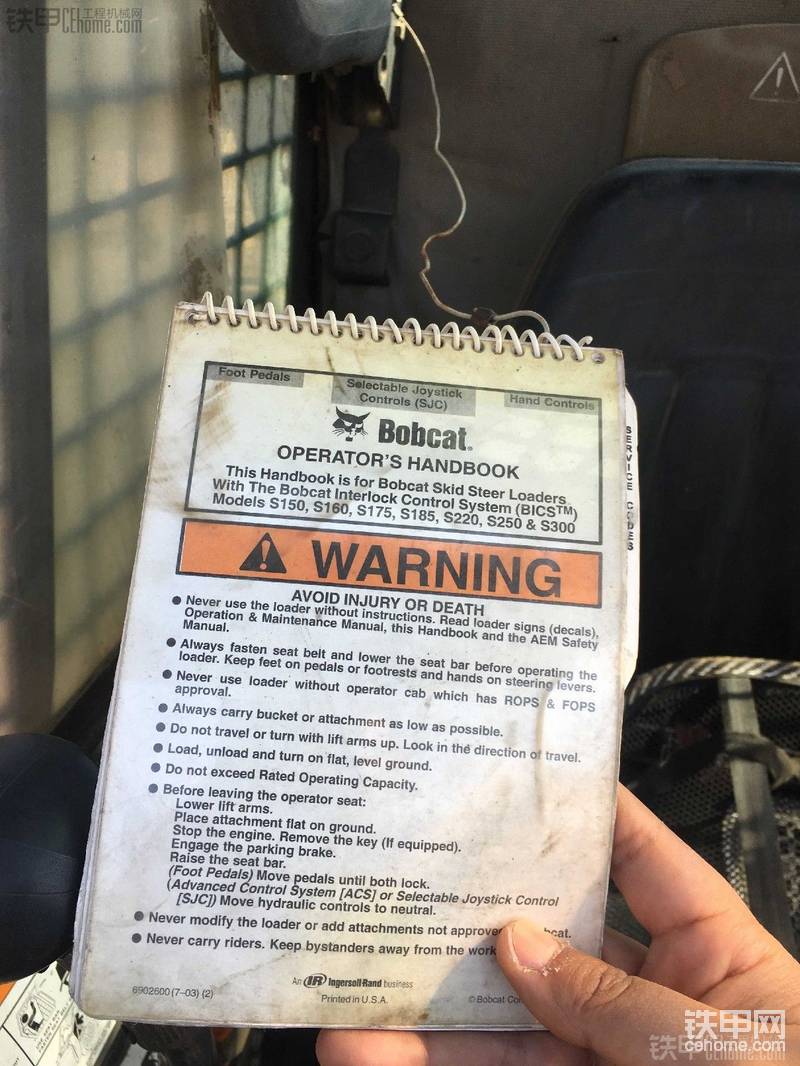 铁甲 工程机械网
CEhome.com
Foot Pedals
Selectable Joystick
Controls (SJC)
Hand Controls
Bobcat®
OPERATOR'S HANDBOOK
This Handbook is for Bobcat Skid Steer Loaders
With The Bobcat Interlock Control System (BICS™)
Models S150, S160, S175, S185, S220, S250 & S300
SERVICE CODES
WARNING
AVOID INJURY OR DEATH
● Never use the loader without instructions. Read loader signs (decals),
Operation & Maintenance Manual, this Handbook and the AEM Safety
Manual.
● Always fasten seat belt and lower the seat bar before operating the
loader. Keep feet on pedals or footrests and hands on steering levers.
● Never use loader without operator cab which has ROPS & FOPS
approval.
● Always carry bucket or attachment as low as possible.
● Do not travel or turn with lift arms up. Look in the direction of travel.
● Load, unload and turn on flat, level ground.
● Do not exceed Rated Operating Capacity.
● Before leaving the operator seat:
Lower lift arms.
Place attachment flat on ground.
Stop the engine. Remove the key (If equipped).
Engage the parking brake.
Raise the seat bar.
(Foot Pedals) Move pedals until both lock.
(Advanced Control System [ACS] or Selectable Joystick Control
[SJC]) Move hydraulic controls to neutral.
● Never modify the loader or add attachments not approve
● Never carry riders. Keep bystanders away from the work
6902600 (7–03) (2)
An IR Ingersoll-Rand business
Printed in U.S.A.
© Bobcat Co
铁甲网
cehome.com